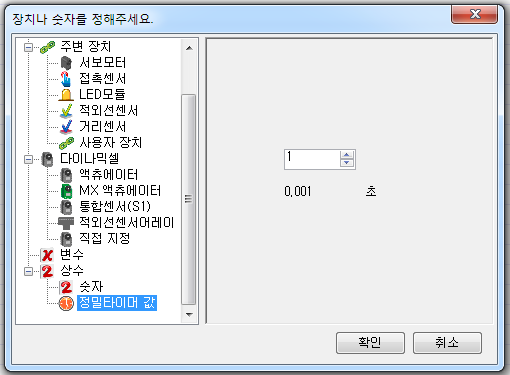 장치나 숫자를 정해주세요.
주변 장치
서보모터
접촉센서
LED모듈
적외선센서
거리센서
사용자 장치
다이나믹셀
액츄에이터
MX 액츄에이터
통합센서(S1)
적외선센서어레이
직접 지정
변수
상수
숫자
정밀타이머 값
1
0.001 초
확인 취소